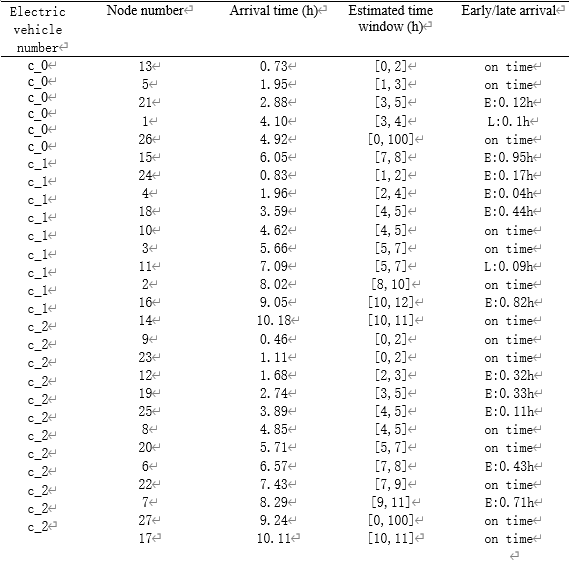 Electric vehicle number Node number Arrival time (h) Estimated time window (h) Early/late arrival
c_0 13 0.73 [0,2] on time
c_0 5 1.95 [1,3] on time
c_0 21 2.88 [3,5] E:0.12h
c_0 1 4.10 [3,4] L:0.1h
c_0 26 4.92 [0,100] on time
c_0 15 6.05 [7,8] E:0.95h
c_1 24 0.83 [1,2] E:0.17h
c_1 4 1.96 [2,4] E:0.04h
c_1 18 3.59 [4,5] E:0.44h
c_1 10 4.62 [4,5] on time
c_1 3 5.66 [5,7] on time
c_1 11 7.09 [5,7] L:0.09h
c_1 2 8.02 [8,10] on time
c_1 16 9.05 [10,12] E:0.82h
c_1 14 10.18 [10,11] on time
c_2 9 0.46 [0,2] on time
c_2 23 1.11 [0,2] on time
c_2 12 1.68 [2,3] E:0.32h
c_2 19 2.74 [3,5] E:0.33h
c_2 25 3.89 [4,5] E:0.11h
c_2 8 4.85 [4,5] on time
c_2 20 5.71 [5,7] on time
c_2 6 6.57 [7,8] E:0.43h
c_2 22 7.43 [7,9] on time
c_2 7 8.29 [9,11] E:0.71h
c_2 27 9.24 [0,100] on time
c_2 17 10.11 [10,11] on time